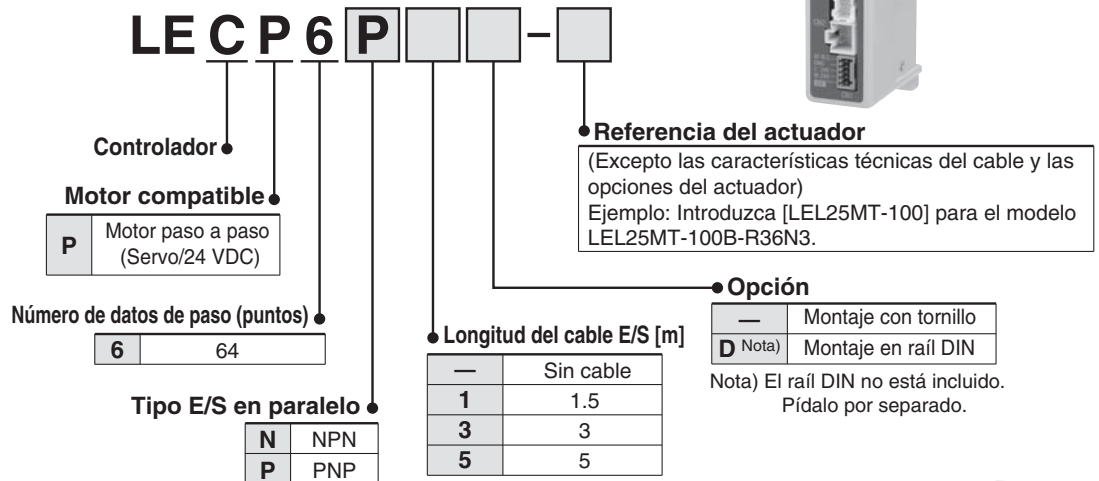 LECP6P□□-□
Controlador
Motor compatible
P Motor paso a paso
(Servo/24 VDC)
Número de datos de paso (puntos)
6 64
Tipo E/S en paralelo
N NPN
P PNP
Longitud del cable E/S [m]
— Sin cable
1 1.5
3 3
5 5
Referencia del actuador
(Excepto las características técnicas del cable y las
opciones del actuador)
Ejemplo: Introduzca [LEL25MT-100] para el modelo
LEL25MT-100B-R36N3.
Opción
— Montaje con tornillo
D Nota) Montaje en raíl DIN
Nota) El raíl DIN no está incluido.
Pídalo por separado.